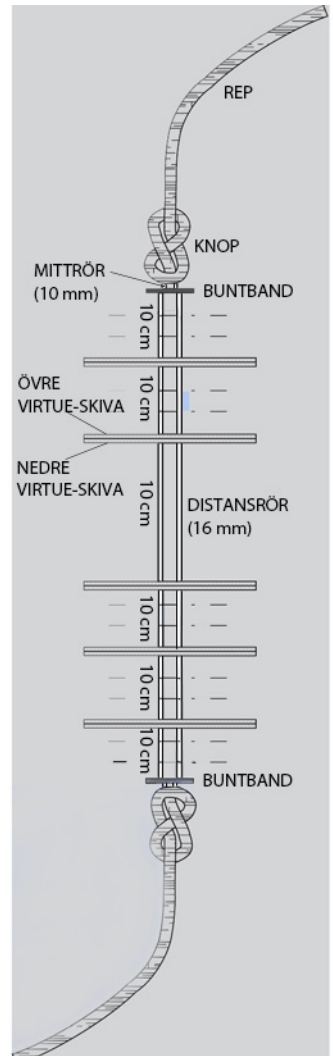 REP
KNOP
MITTRÖR
(10 mm)
BUNTBAND
10 cm
10 cm
ÖVRE
VIRTUE-SKIVA
NEDRE
VIRTUE-SKIVA
10 cm
DISTANSRÖR
(16 mm)
10 cm
10 cm
10 cm
BUNTBAND